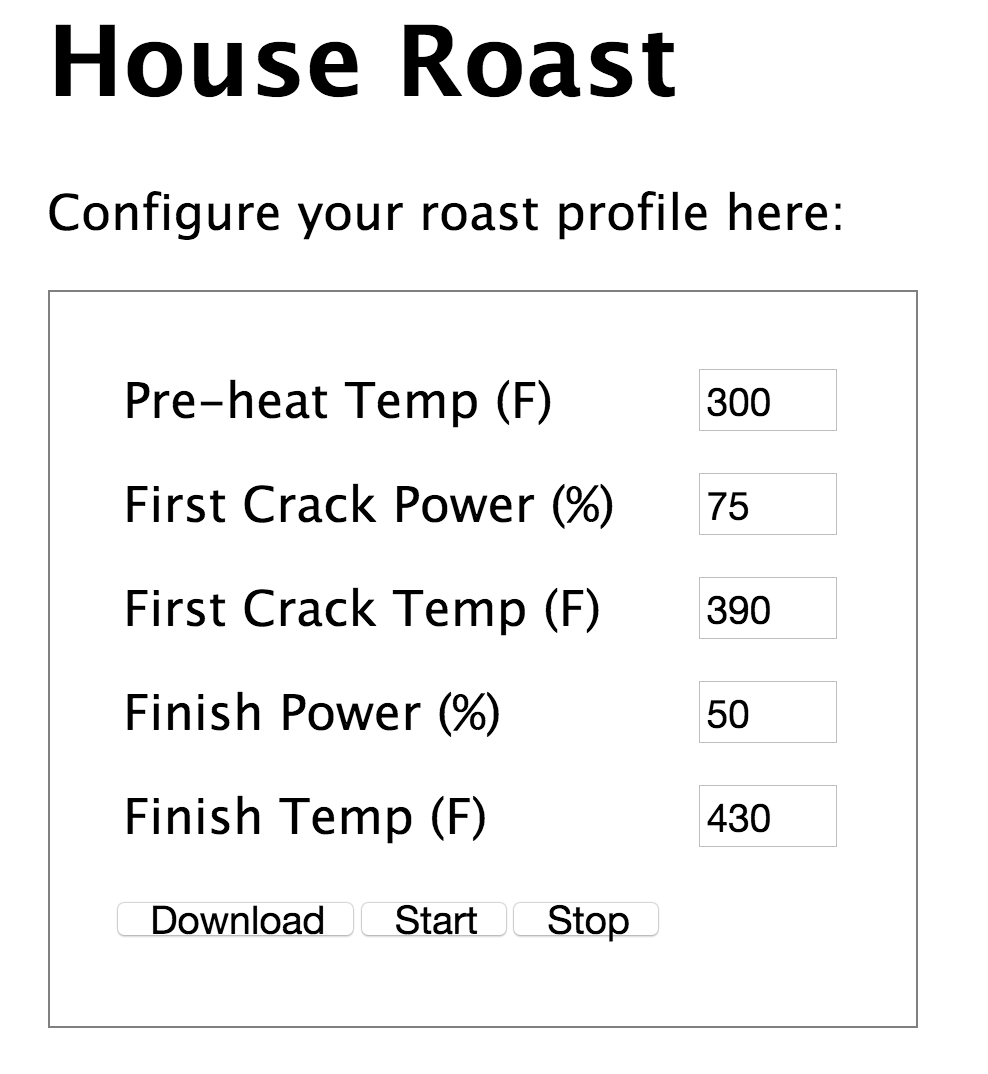 House Roast
Configure your roast profile here:
Pre-heat Temp (F) 300
First Crack Power (%) 75
First Crack Temp (F) 390
Finish Power (%) 50
Finish Temp (F) 430
Download Start Stop